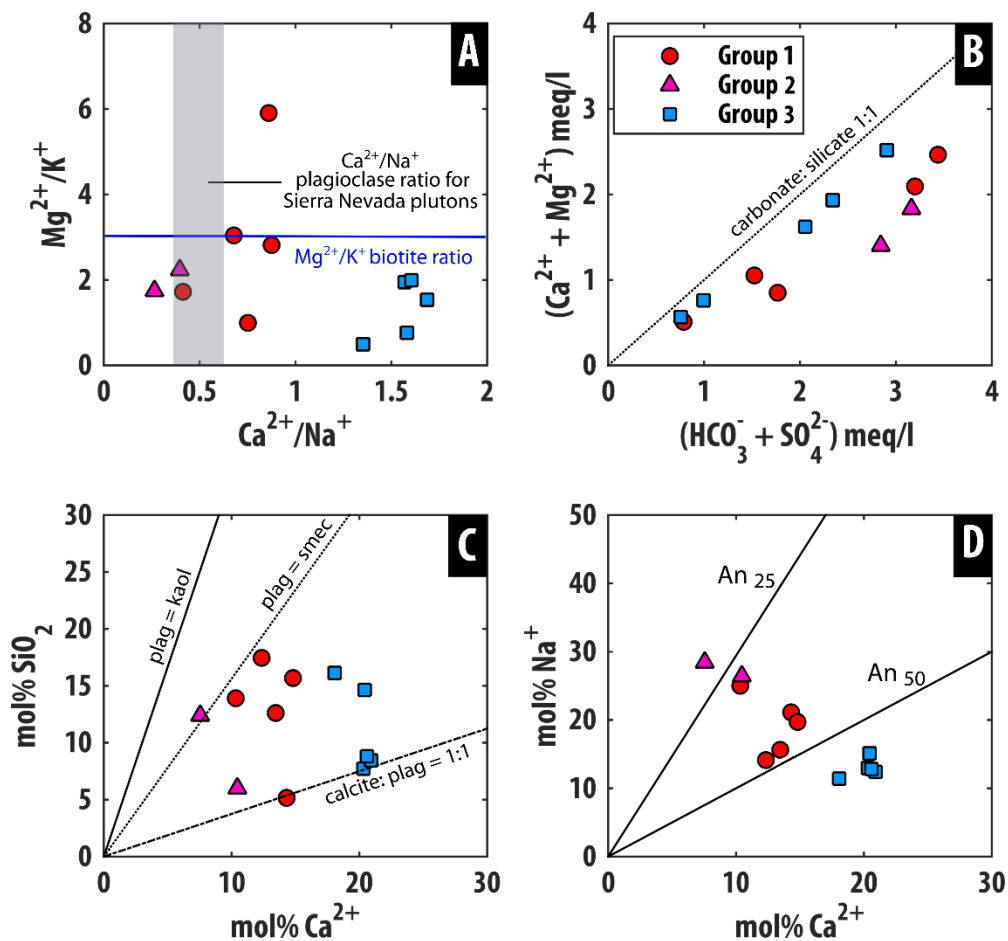 A
8
6
4
2
0
Mg²⁺/K⁺
Ca²⁺/Na⁺
plagioclase ratio for
Sierra Nevada plutons
Mg²⁺/K⁺ biotite ratio
0 0.5 1 1.5 2
Ca²⁺/Na⁺
B
Group 1
Group 2
Group 3
4
3
2
1
0
(Ca²⁺ + Mg²⁺) meq/l
carbonate: silicate 1:1
0 1 2 3 4
(HCO₃⁻ + SO₄²⁻) meq/l
C
30
25
20
15
10
5
0
mol% SiO₂
plag = kaol
plag = smec
calcite: plag = 1:1
0 10 20 30
mol% Ca²⁺
D
50
40
30
20
10
0
mol% Na⁺
An ₂₅
An ₅₀
0 10 20 30
mol% Ca²⁺